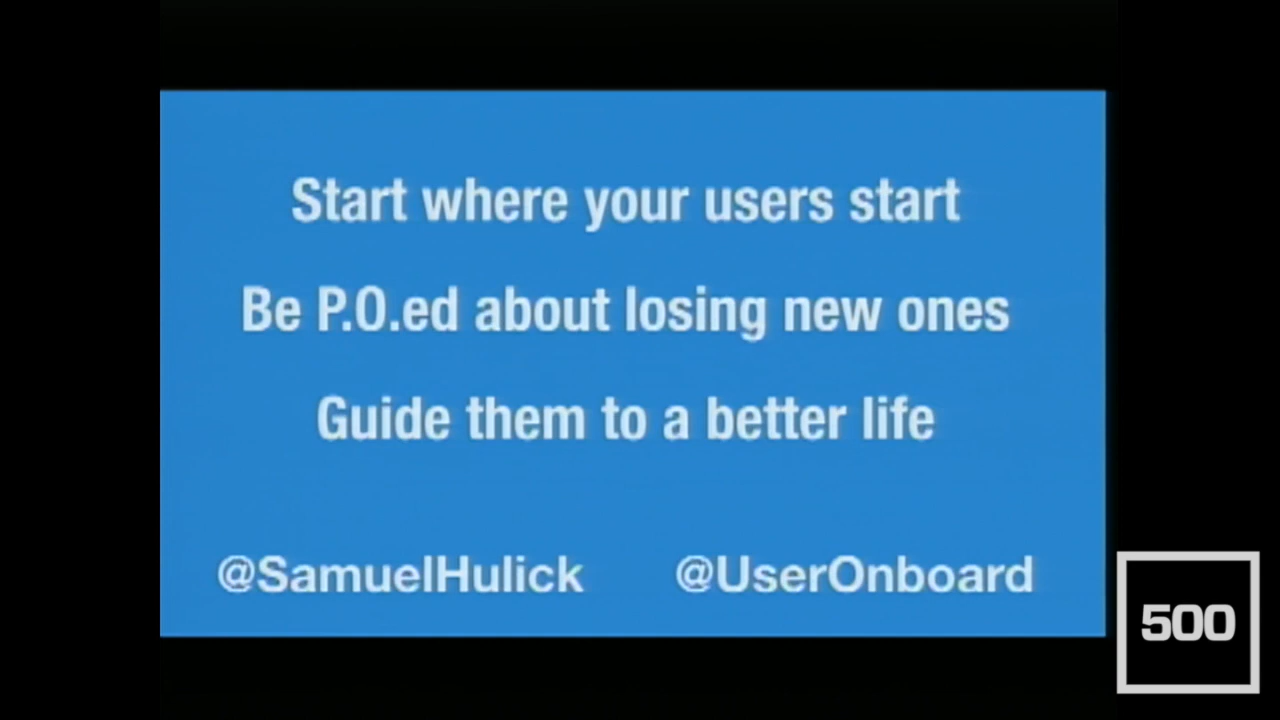 Start where your users start
Be P.O.ed about losing new ones
Guide them to a better life
@SamuelHulick @UserOnboard
500